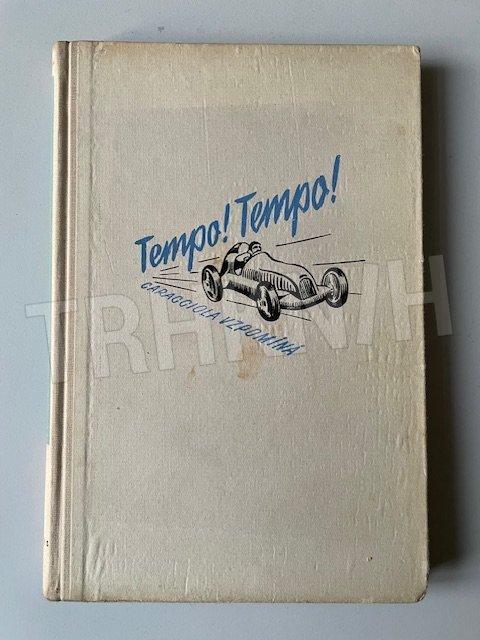 Tempo! Tempo!
CARACCIOLA VZPOMÍNÁ
TRHKNIH